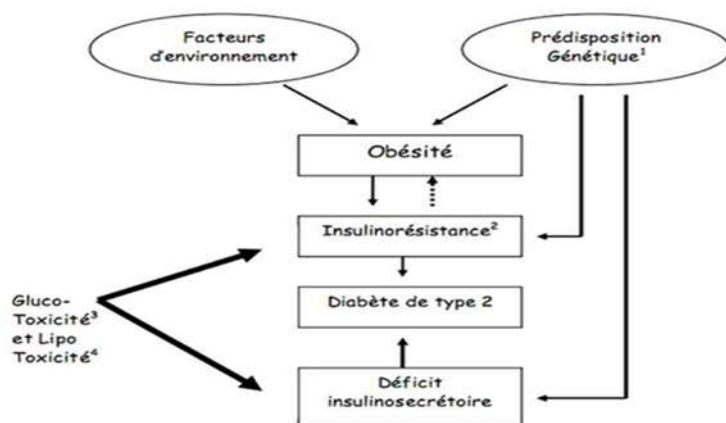 Facteurs
d'environnement
Prédisposition
Génétique¹
Obésité
Insulinorésistance²
Diabète de type 2
Gluco-
Toxicité³
et Lipo
Toxicité⁴
Déficit
insulinosecrétoire